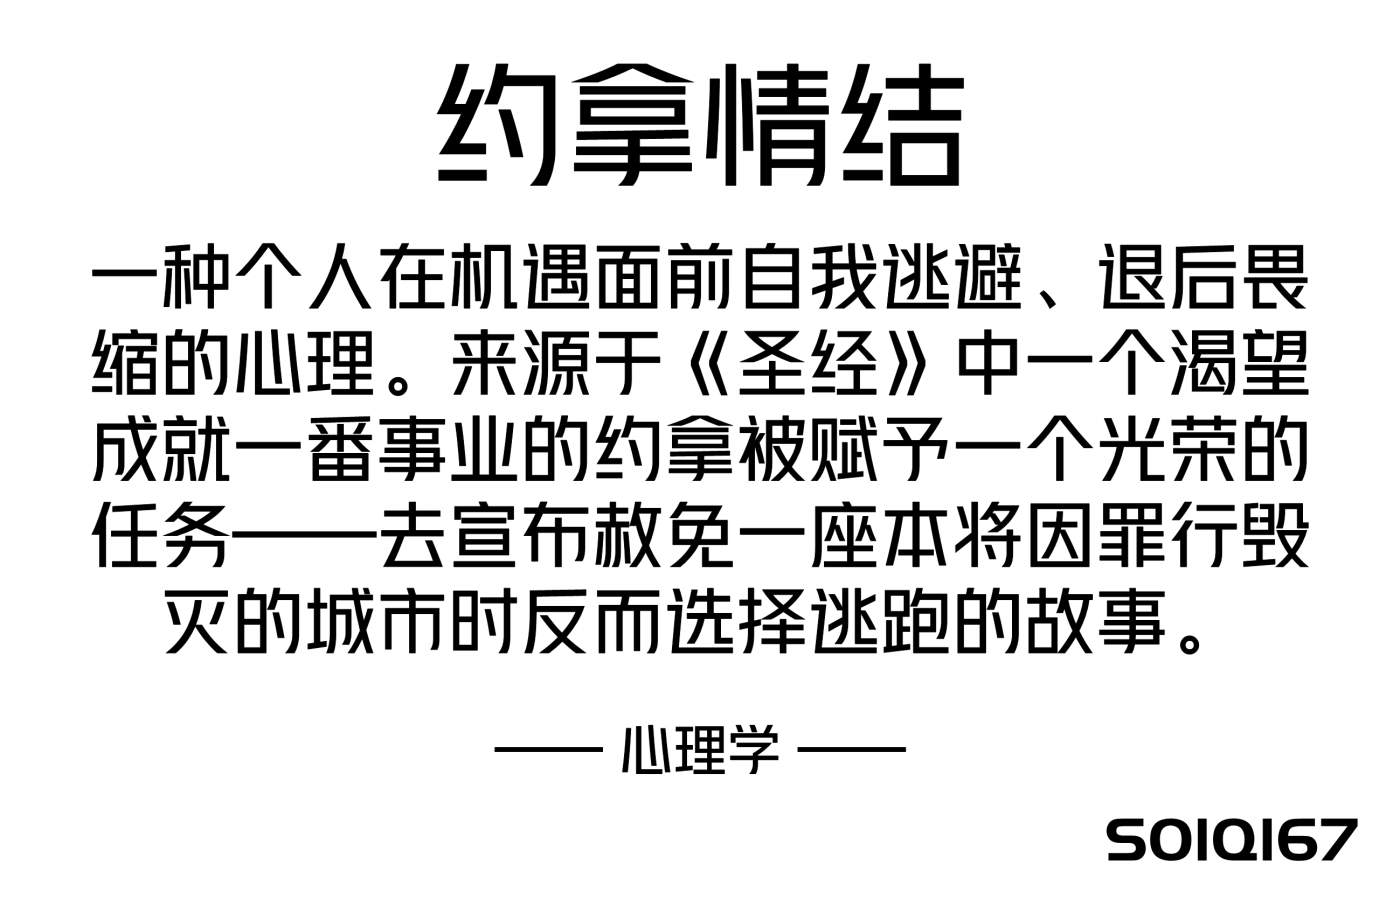 约拿情结
一种个人在机遇面前自我逃避、退后畏
缩的心理。来源于《圣经》中一个渴望
成就一番事业的约拿被赋予一个光荣的
任务——去宣布赦免一座本将因罪行毁
灭的城市时反而选择逃跑的故事。
—— 心理学 ——
S01Q167